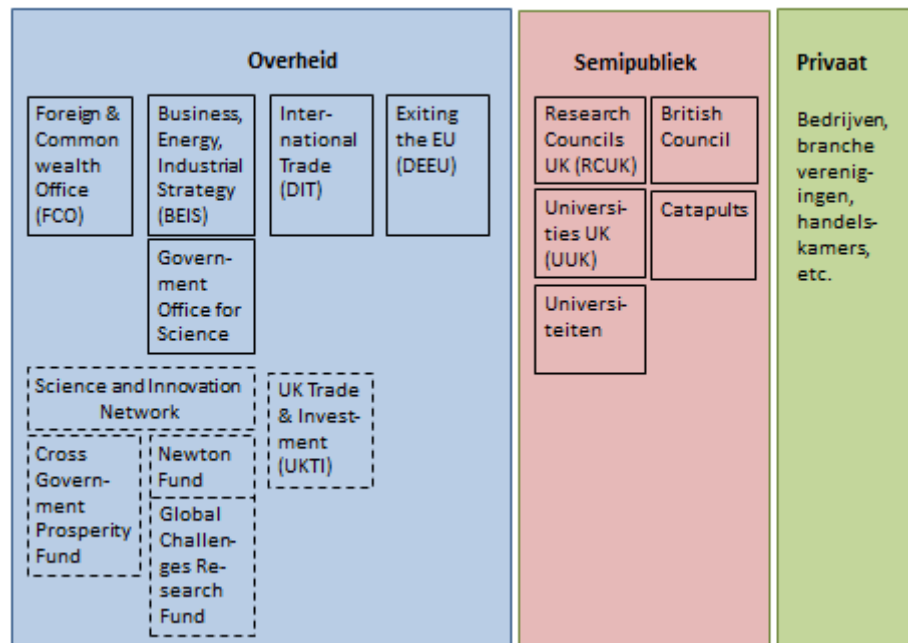 Overheid
Foreign &
Common
wealth
Office
(FCO)
Business,
Energy,
Industrial
Strategy
(BEIS)
Inter-
national
Trade
(DIT)
Exiting
the EU
(DEEU)
Govern-
ment
Office for
Science
Science and Innovation
Network
UK Trade
& Invest-
ment
(UKTI)
Cross
Govern-
ment
Prosperity
Fund
Newton
Fund
Global
Challen-
ges Re-
search
Fund
Semipubliek
Research
Councils
UK (RCUK)
British
Council
Universi-
ties UK
(UUK)
Catapults
Universi-
teiten
Privaat
Bedrijven,
branche
verenig-
ingen,
handels-
kamers,
etc.